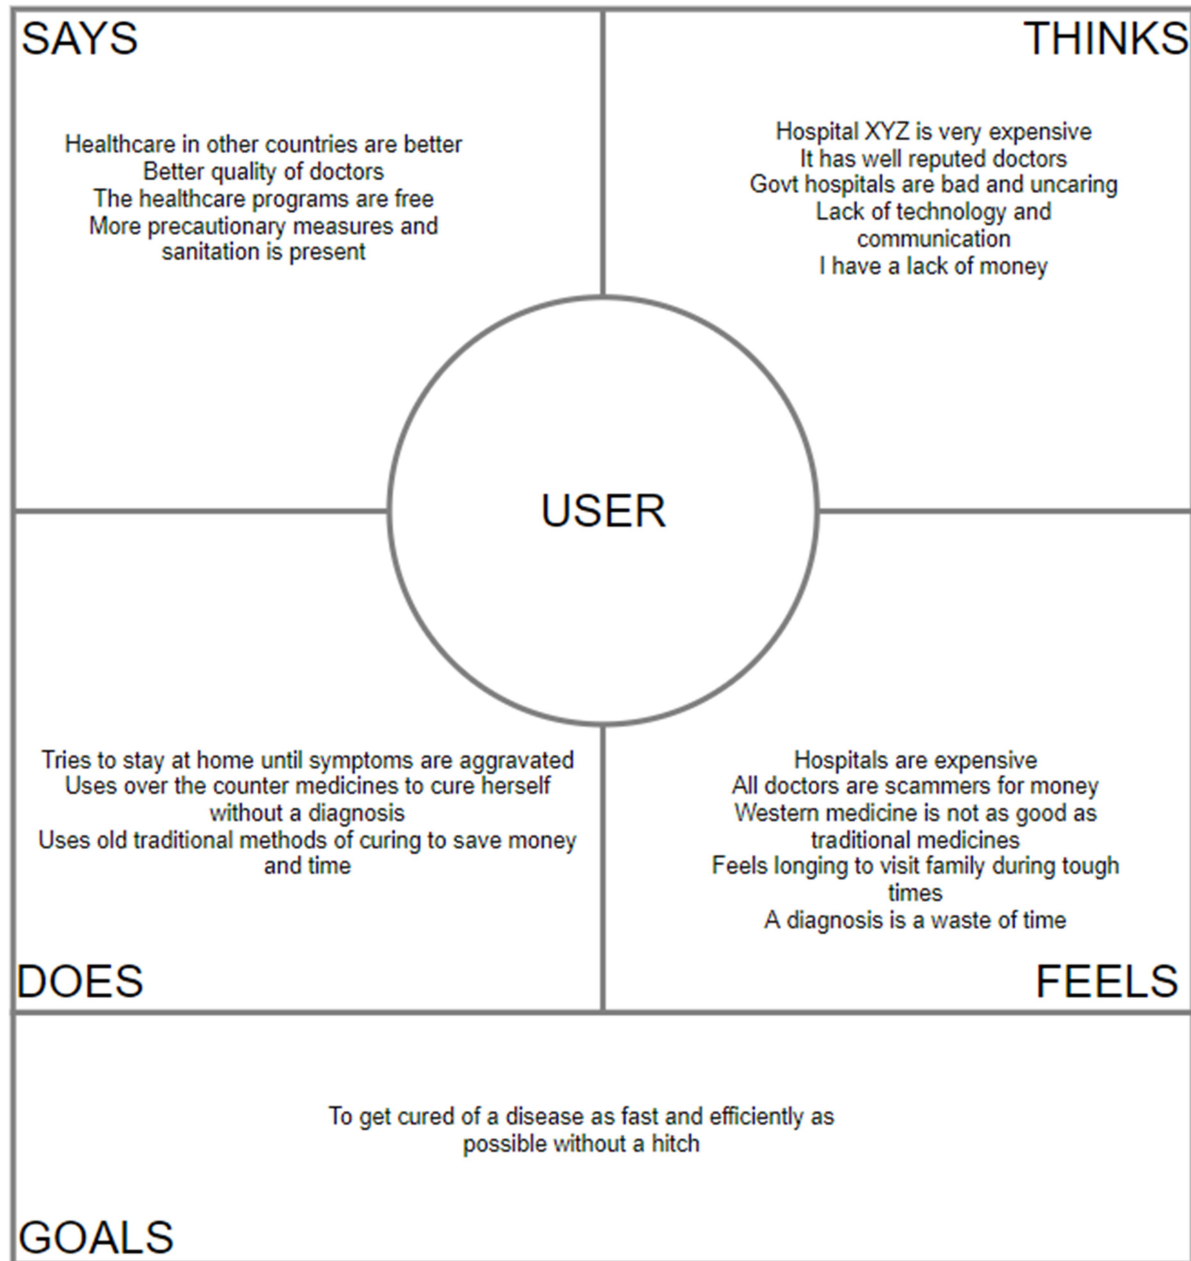 SAYS
Healthcare in other countries are better
Better quality of doctors
The healthcare programs are free
More precautionary measures and
sanitation is present
THINKS
Hospital XYZ is very expensive
It has well reputed doctors
Govt hospitals are bad and uncaring
Lack of technology and
communication
I have a lack of money
USER
Tries to stay at home until symptoms are aggravated
Uses over the counter medicines to cure herself
without a diagnosis
Uses old traditional methods of curing to save money
and time
DOES
Hospitals are expensive
All doctors are scammers for money
Western medicine is not as good as
traditional medicines
Feels longing to visit family during tough
times
A diagnosis is a waste of time
FEELS
To get cured of a disease as fast and efficiently as
possible without a hitch
GOALS